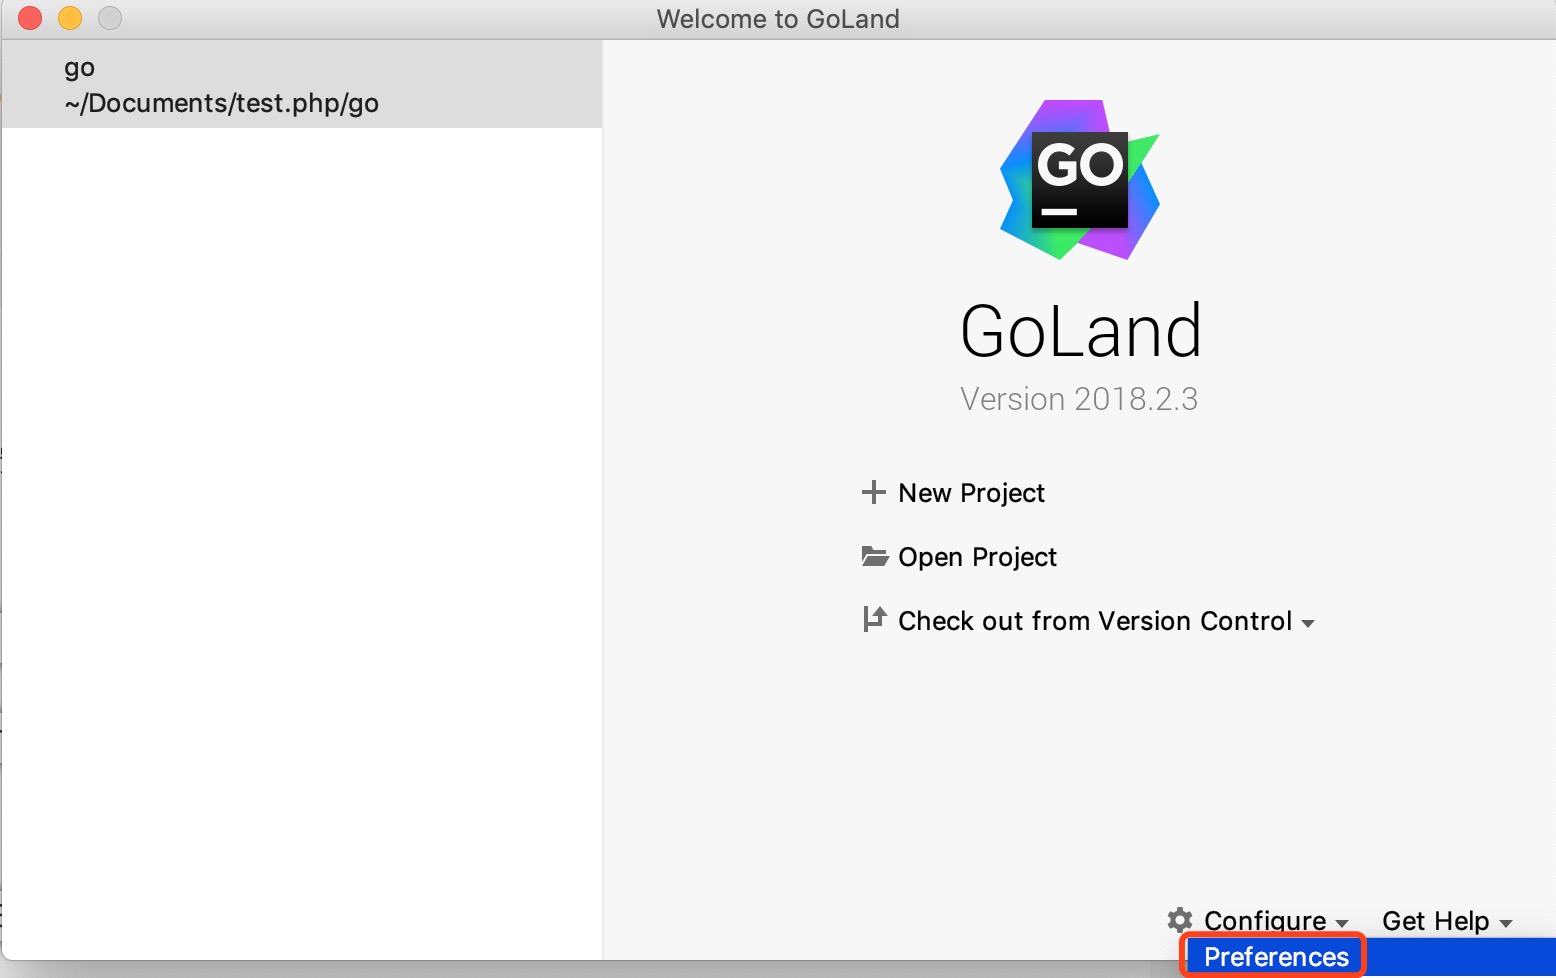 Welcome to GoLand
go
~/Documents/test.php/go
GO
GoLand
Version 2018.2.3
New Project
Open Project
Check out from Version Control
Configure
Get Help
Preferences